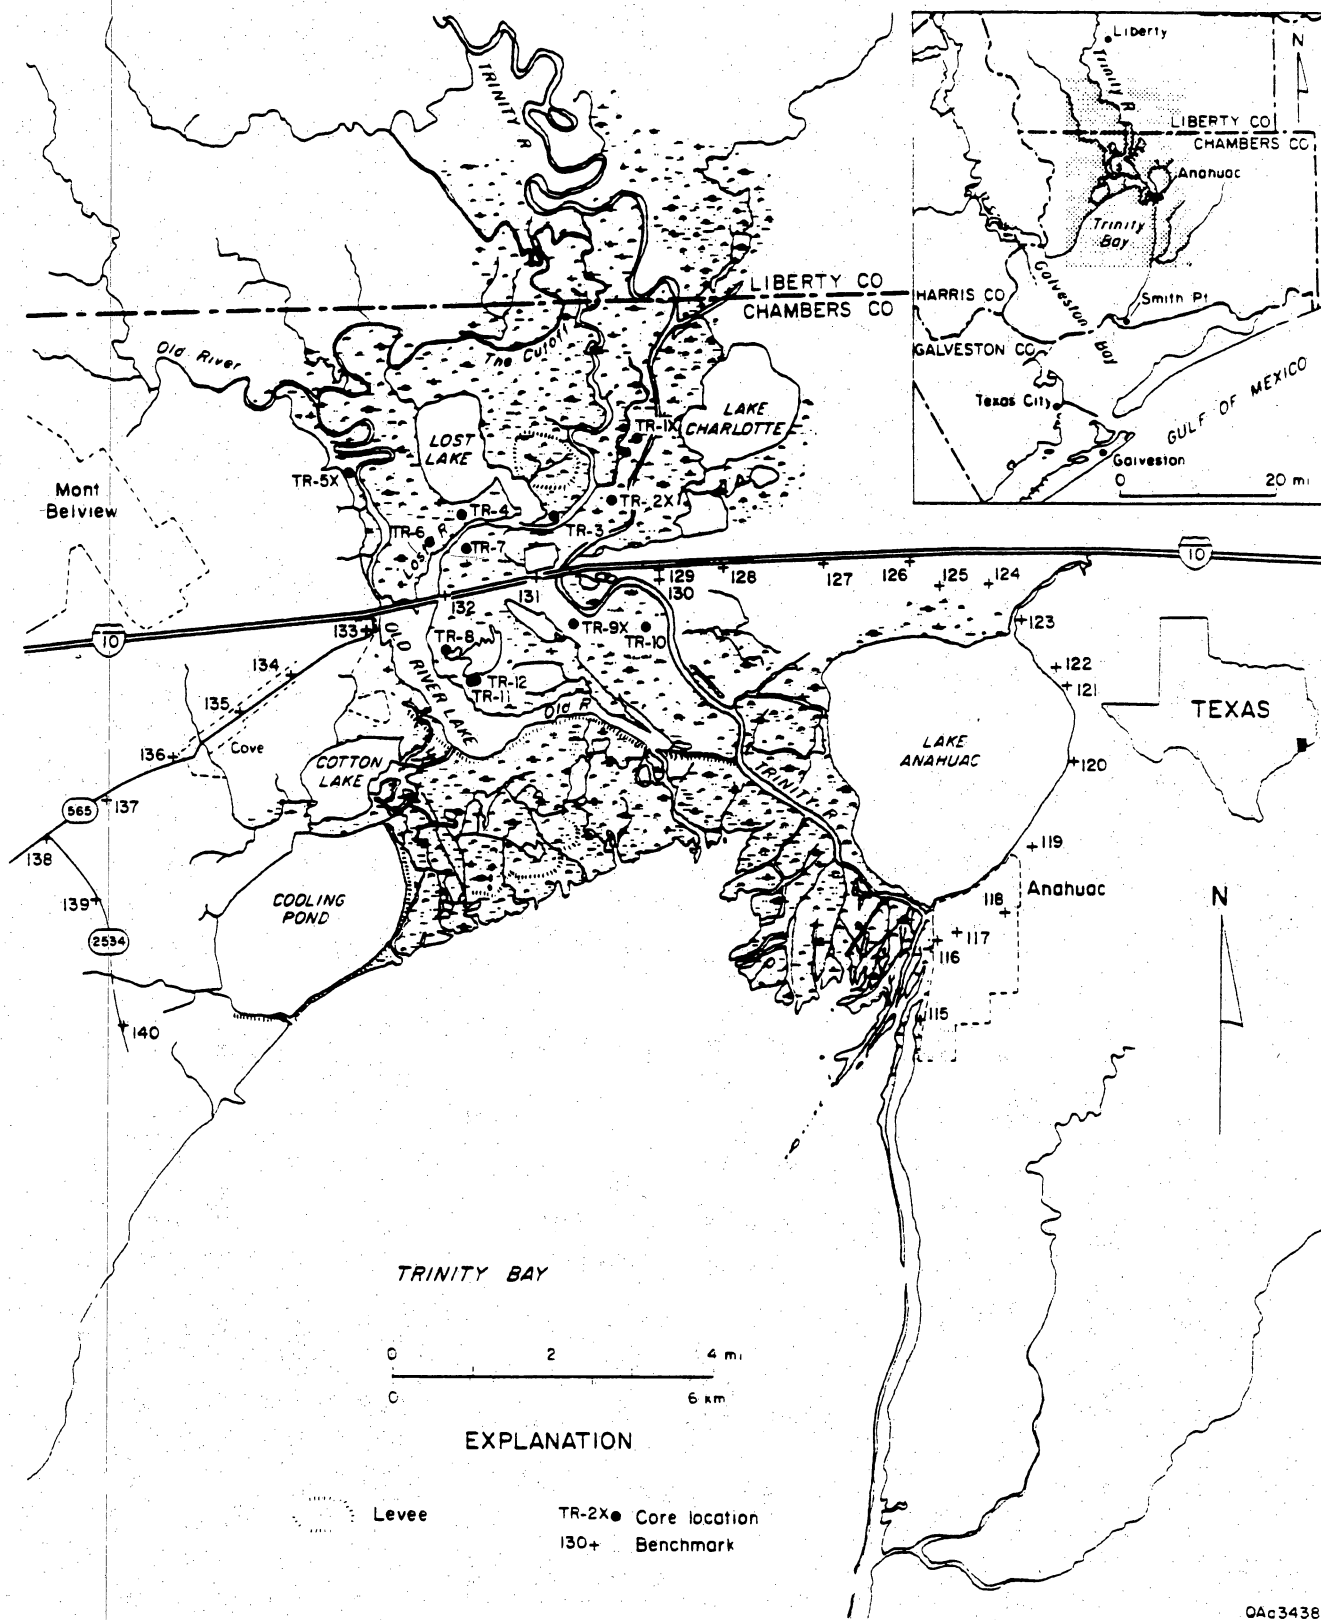 TRINITY R
LIBERTY CO
CHAMBERS CO
Old River
The Cutoff
LAKE
CHARLOTTE
LOST
LAKE
TR-1X
TR-5X
TR-2X
TR-4
TR-3
TR-6
TR-7
Lost R
Mont
Belview
10
10
129
130
128
127
126
125
124
123
122
121
120
119
118
117
116
115
131
132
133
134
135
136
137
138
139
140
TR-8
TR-9X
TR-10
TR-12
TR-11
OLD RIVER LAKE
Old R
Cove
COTTON
LAKE
565
2534
COOLING
POND
TRINITY R
LAKE
ANAHUAC
Anahuac
TEXAS
N
TRINITY BAY
0 2 4 mi
0 6 km
EXPLANATION
Levee
TR-2X Core location
130+ Benchmark
QAa3438
Liberty
N
Trinity R
LIBERTY CO
CHAMBERS CO
Anahuac
Trinity
Bay
HARRIS CO
Galveston Bay
Smith Pt
GALVESTON CO
Texas City
GULF OF MEXICO
Galveston
0 20 mi